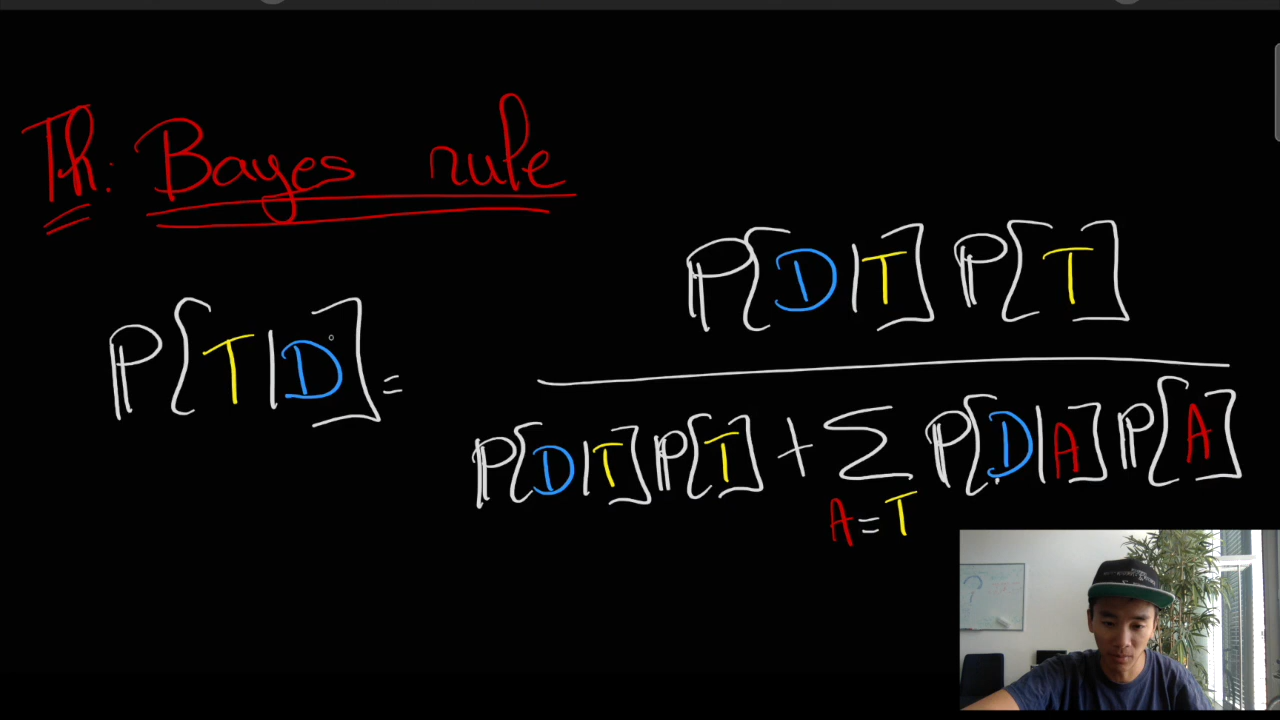 Th: Bayes rule
P[T|D] = P[D|T] P[T]
P[D|T]P[T] + Σ P[D|A] P[A]
A=T